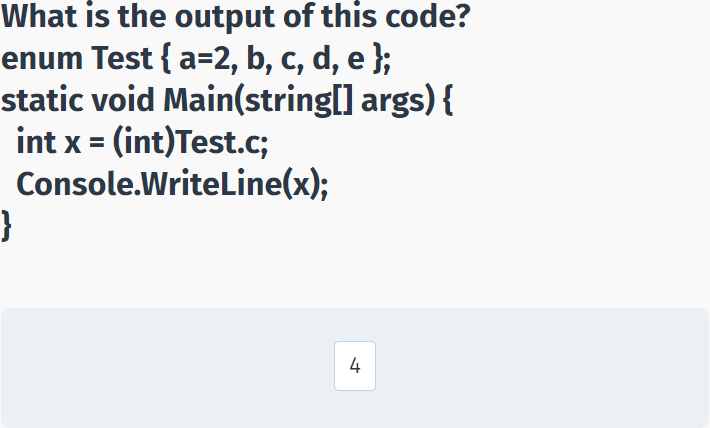 What is the output of this code?
enum Test { a=2, b, c, d, e };
static void Main(string[] args) {
int x = (int)Test.c;
Console.WriteLine(x);
}
4